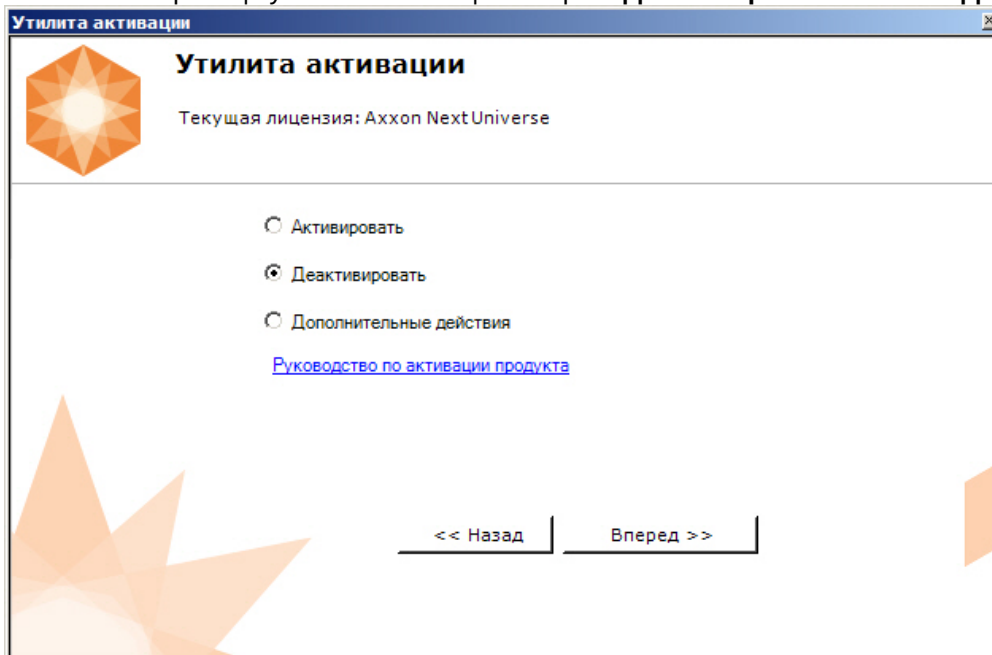 Утилита активации
Утилита активации
Текущая лицензия: Axxon Next Universe
Активировать
Деактивировать
Дополнительные действия
Руководство по активации продукта
<< Назад
Вперед >>